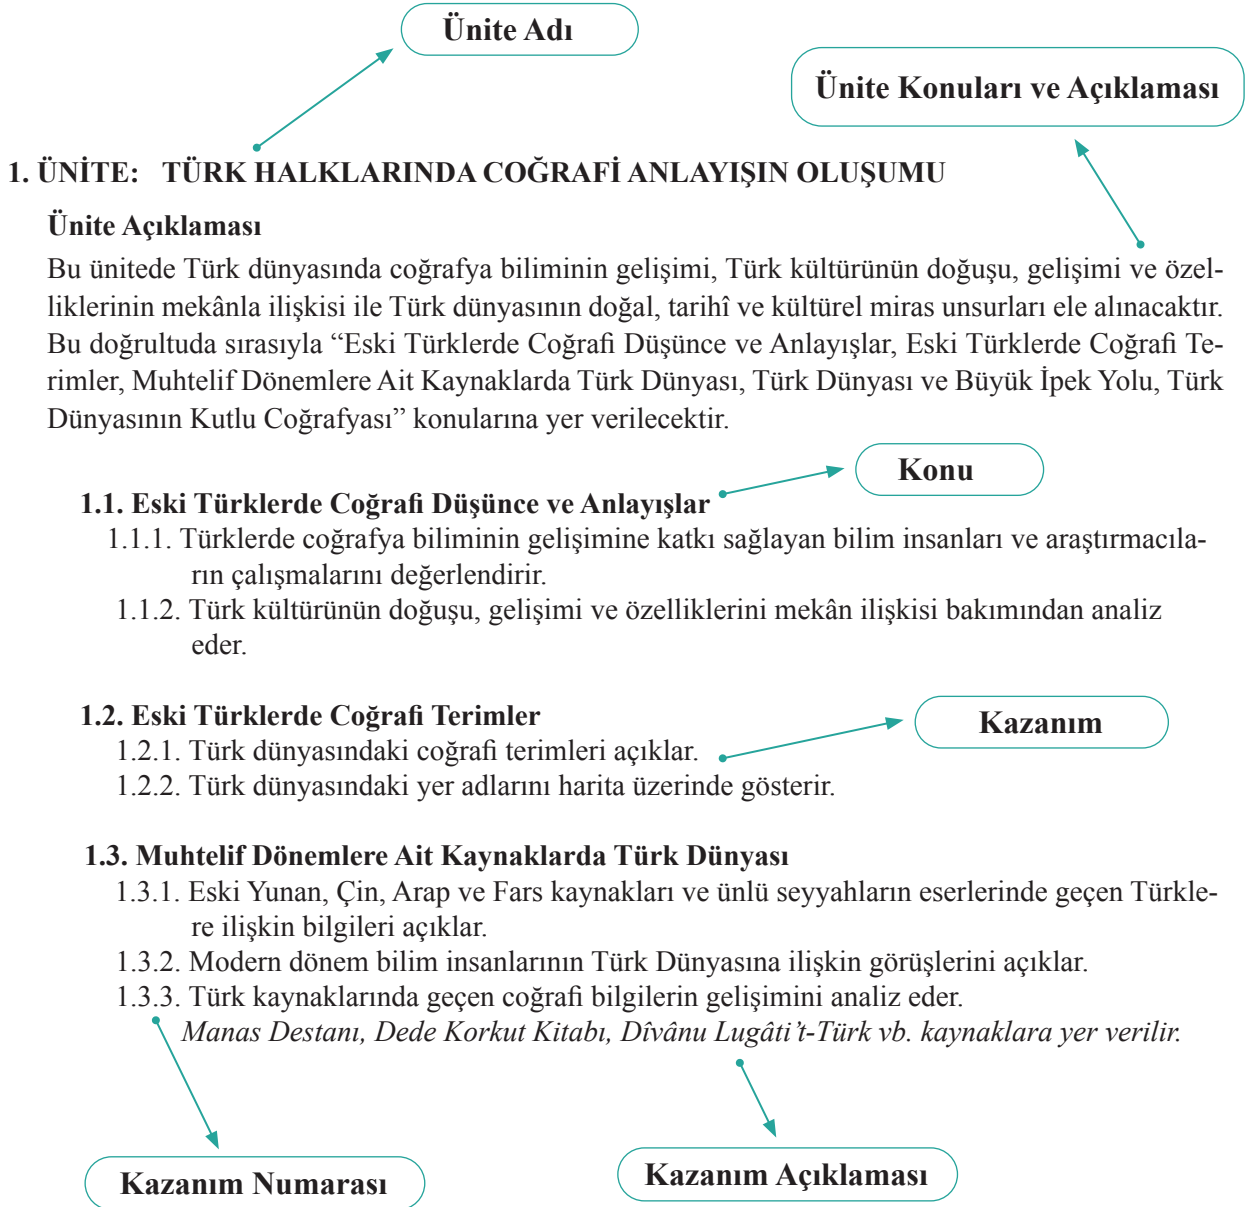 Ünite Adı
Ünite Konuları ve Açıklaması
1. ÜNİTE: TÜRK HALKLARINDA COĞRAFİ ANLAYIŞIN OLUŞUMU
Ünite Açıklaması
Bu ünitede Türk dünyasında coğrafya biliminin gelişimi, Türk kültürünün doğuşu, gelişimi ve özel-
liklerinin mekânla ilişkisi ile Türk dünyasının doğal, tarihî ve kültürel miras unsurları ele alınacaktır.
Bu doğrultuda sırasıyla “Eski Türklerde Coğrafi Düşünce ve Anlayışlar, Eski Türklerde Coğrafi Te-
rimler, Muhtelif Dönemlere Ait Kaynaklarda Türk Dünyası, Türk Dünyası ve Büyük İpek Yolu, Türk
Dünyasının Kutlu Coğrafyası” konularına yer verilecektir.
Konu
1.1. Eski Türklerde Coğrafi Düşünce ve Anlayışlar
1.1.1. Türklerde coğrafya biliminin gelişimine katkı sağlayan bilim insanları ve araştırmacıla-
rın çalışmalarını değerlendirir.
1.1.2. Türk kültürünün doğuşu, gelişimi ve özelliklerini mekân ilişkisi bakımından analiz
eder.
1.2. Eski Türklerde Coğrafi Terimler
Kazanım
1.2.1. Türk dünyasındaki coğrafi terimleri açıklar.
1.2.2. Türk dünyasındaki yer adlarını harita üzerinde gösterir.
1.3. Muhtelif Dönemlere Ait Kaynaklarda Türk Dünyası
1.3.1. Eski Yunan, Çin, Arap ve Fars kaynakları ve ünlü seyyahların eserlerinde geçen Türkle-
re ilişkin bilgileri açıklar.
1.3.2. Modern dönem bilim insanlarının Türk Dünyasına ilişkin görüşlerini açıklar.
1.3.3. Türk kaynaklarında geçen coğrafi bilgilerin gelişimini analiz eder.
Manas Destanı, Dede Korkut Kitabı, Dîvânu Lugâti’t-Türk vb. kaynaklara yer verilir.
Kazanım Numarası
Kazanım Açıklaması